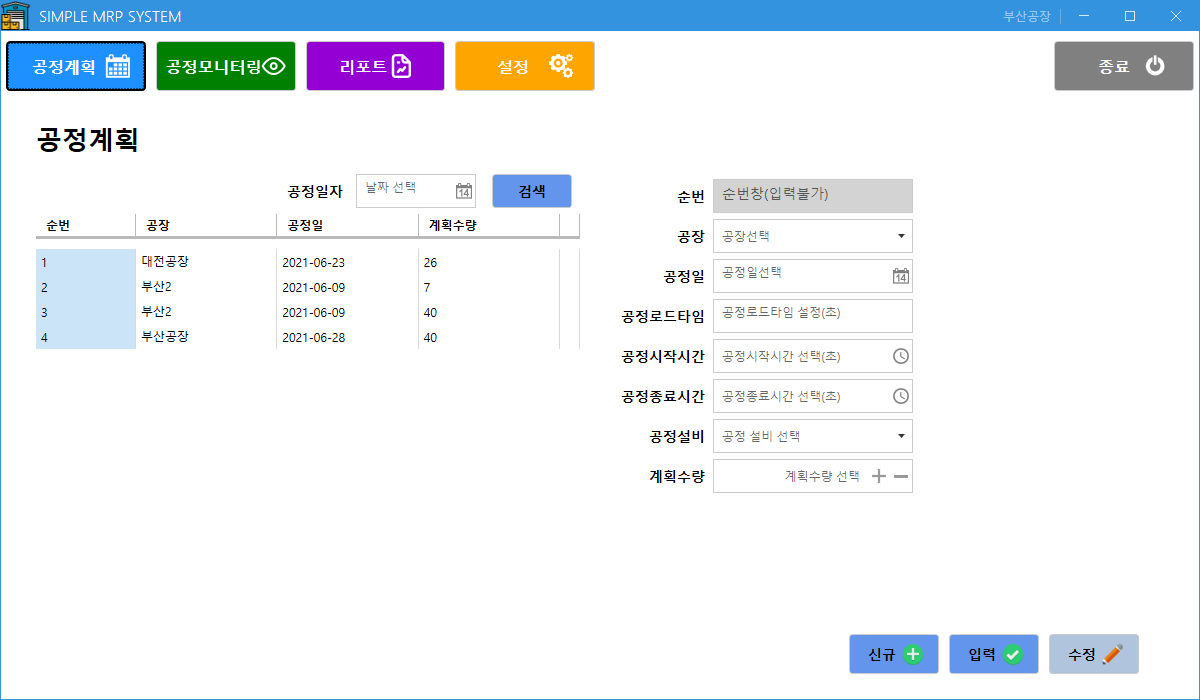 SIMPLE MRP SYSTEM 부산공장
공정계획 공정모니터링 리포트 설정 종료
공정계획
공정일자 날짜 선택 14 검색
순번 공장 공정일 계획수량
1 대전공장 2021-06-23 26
2 부산2 2021-06-09 7
3 부산2 2021-06-09 40
4 부산공장 2021-06-28 40
순번 순번창(입력불가)
공장 공장선택
공정일 공정일선택 14
공정로드타임 공정로드타임 설정(초)
공정시작시간 공정시작시간 선택(초)
공정종료시간 공정종료시간 선택(초)
공정설비 공정 설비 선택
계획수량 계획수량 선택
신규 입력 수정